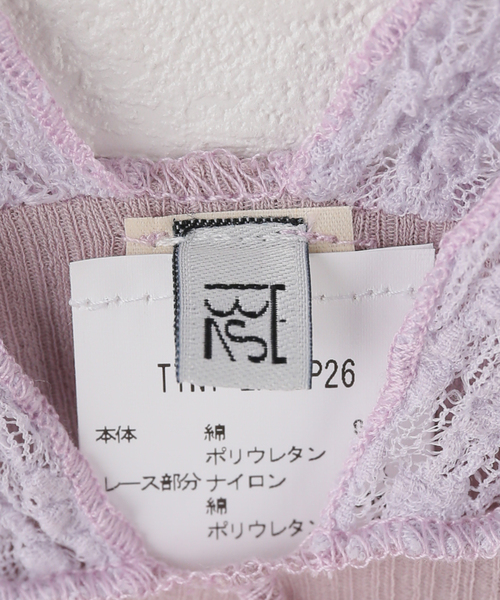 P26
本体 綿
ポリウレタン
レース部分 ナイロン
綿
ポリウレタン